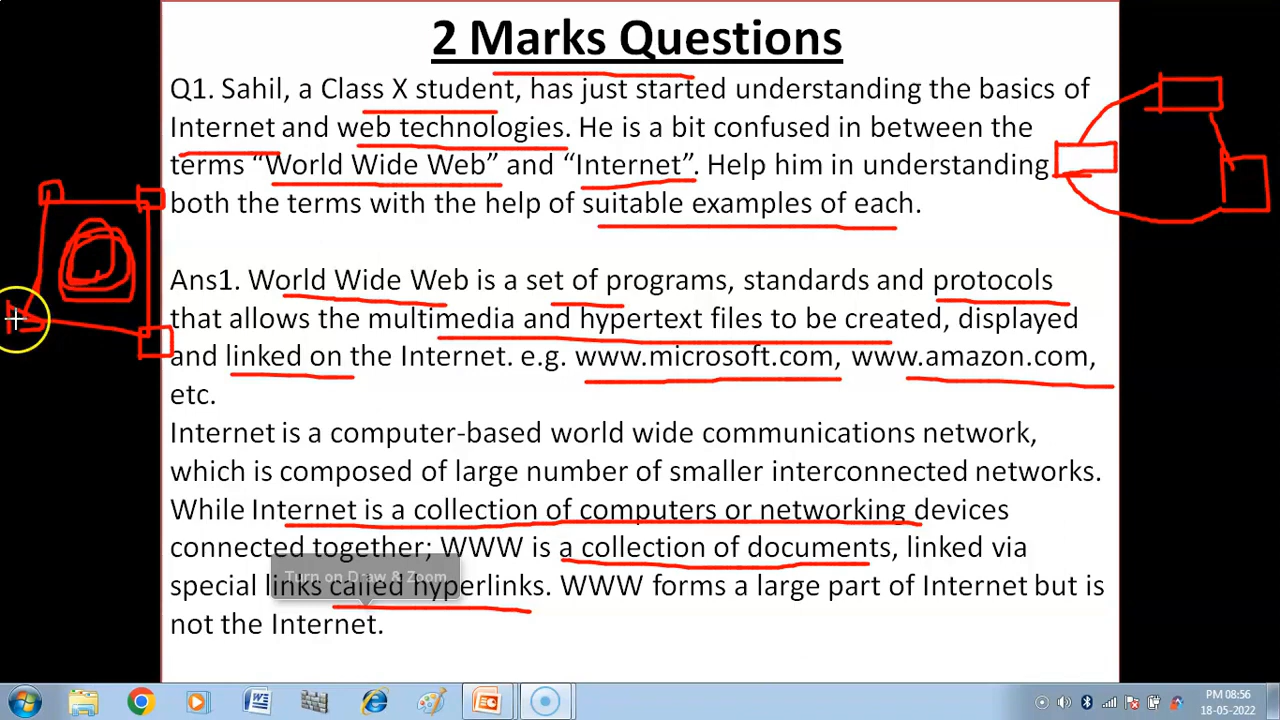 2 Marks Questions
Q1. Sahil, a Class X student, has just started understanding the basics of
Internet and web technologies. He is a bit confused in between the
terms “World Wide Web” and “Internet”. Help him in understanding
both the terms with the help of suitable examples of each.
Ans1. World Wide Web is a set of programs, standards and protocols
that allows the multimedia and hypertext files to be created, displayed
and linked on the Internet. e.g. www.microsoft.com, www.amazon.com,
etc.
Internet is a computer-based world wide communications network,
which is composed of large number of smaller interconnected networks.
While Internet is a collection of computers or networking devices
connected together; WWW is a collection of documents, linked via
Turn on Draw & Zoom
special links called hyperlinks. WWW forms a large part of Internet but is
not the Internet.
PM 08:56
18-05-2022